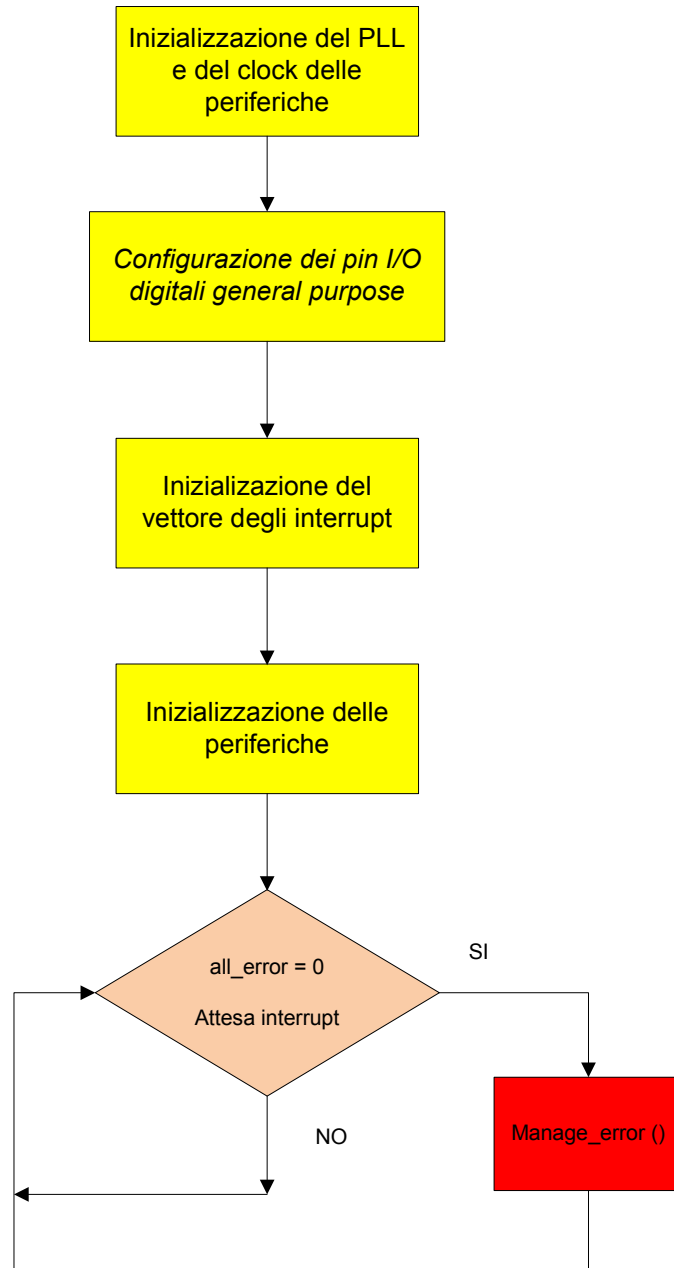 Inizializzazione del PLL
e del clock delle
periferiche
Configurazione dei pin I/O
digitali general purpose
Inizializazione del
vettore degli interrupt
Inizializzazione delle
periferiche
all_error = 0
Attesa interrupt
SI
NO
Manage_error ()